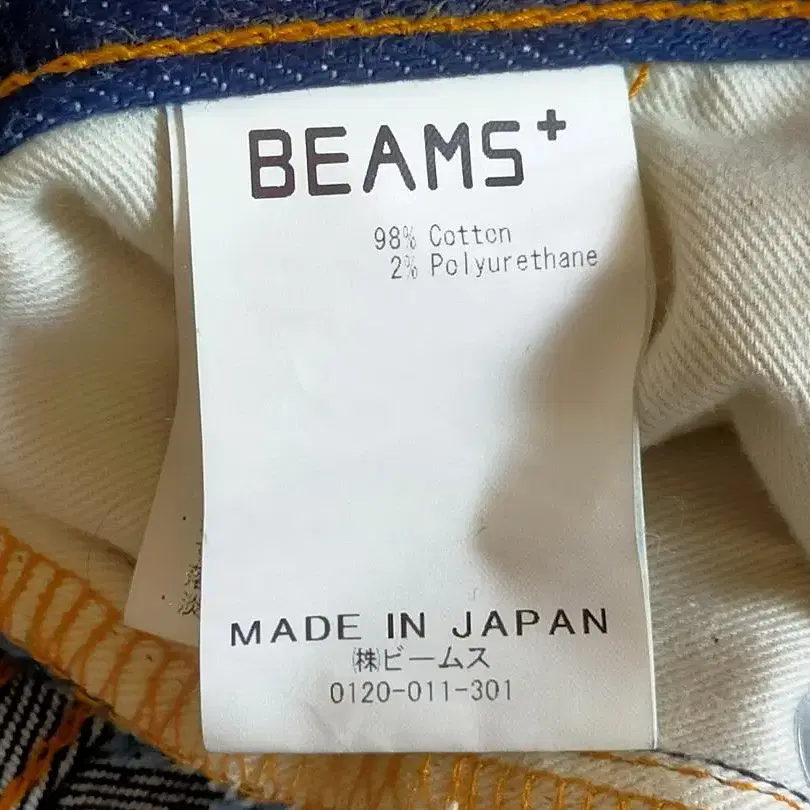 BEAMS+
98% Cotton
2% Polyurethane
MADE IN JAPAN
㈱ビームス
0120-011-301